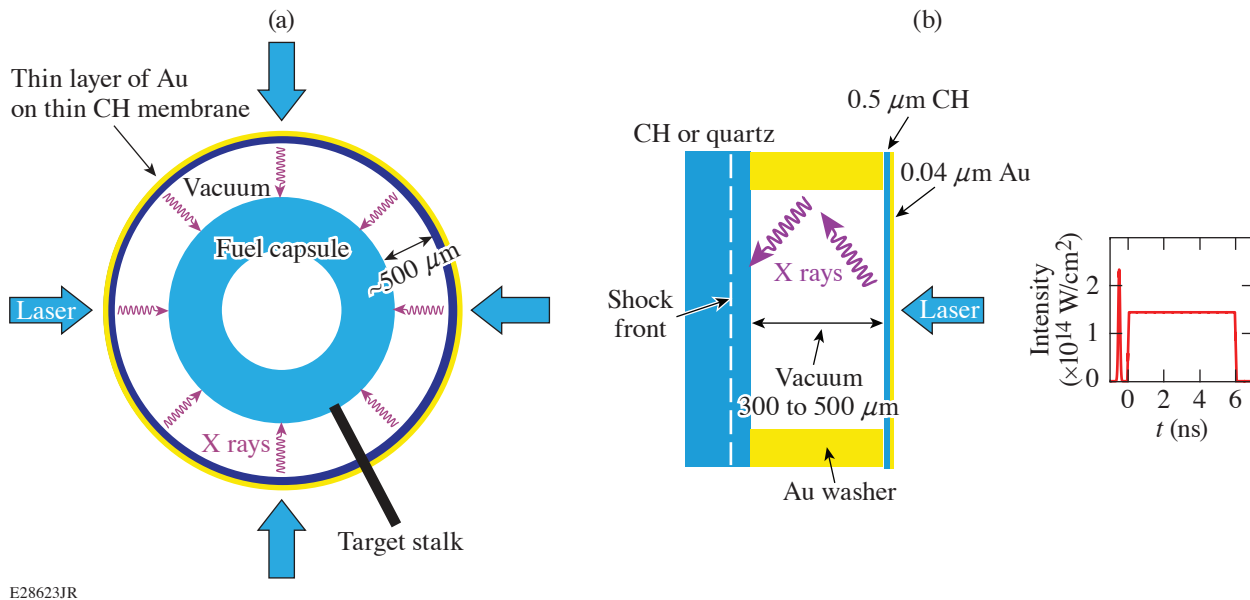 (a)
Thin layer of Au
on thin CH membrane
Vacuum
Fuel capsule
~500 μm
Laser
X rays
Target stalk
E28623JR
(b)
0.5 μm CH
CH or quartz
0.04 μm Au
X rays
Shock
front
Laser
Vacuum
300 to 500 μm
Au washer
Intensity
(×10¹⁴ W/cm²)
2
1
0
0 2 4 6
t (ns)